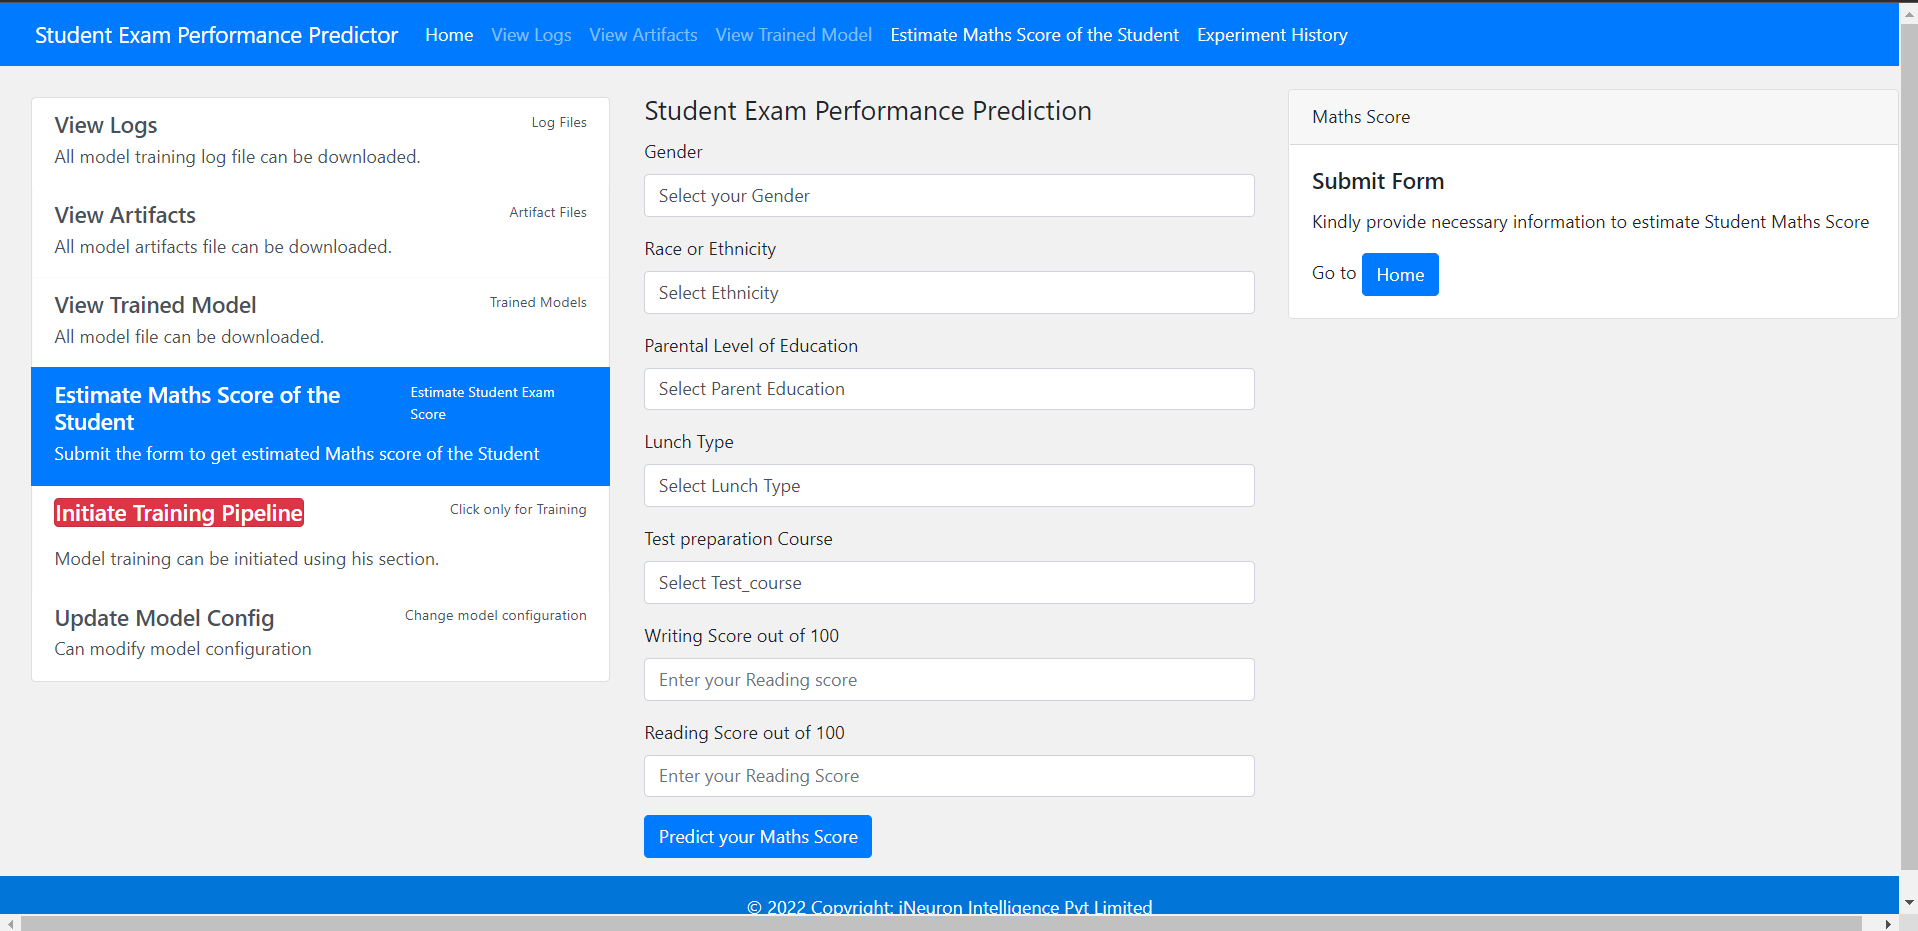 Student Exam Performance Predictor Home View Logs View Artifacts View Trained Model Estimate Maths Score of the Student Experiment History
View Logs Log Files
All model training log file can be downloaded.
View Artifacts Artifact Files
All model artifacts file can be downloaded.
View Trained Model Trained Models
All model file can be downloaded.
Estimate Maths Score of the Student
Estimate Student Exam Score
Submit the form to get estimated Maths score of the Student
Initiate Training Pipeline Click only for Training
Model training can be initiated using his section.
Update Model Config Change model configuration
Can modify model configuration
Student Exam Performance Prediction
Gender
Select your Gender
Race or Ethnicity
Select Ethnicity
Parental Level of Education
Select Parent Education
Lunch Type
Select Lunch Type
Test preparation Course
Select Test_course
Writing Score out of 100
Enter your Reading score
Reading Score out of 100
Enter your Reading Score
Predict your Maths Score
Maths Score
Submit Form
Kindly provide necessary information to estimate Student Maths Score
Go to Home
© 2022 Copyright: iNeuron Intelligence Pvt Limited